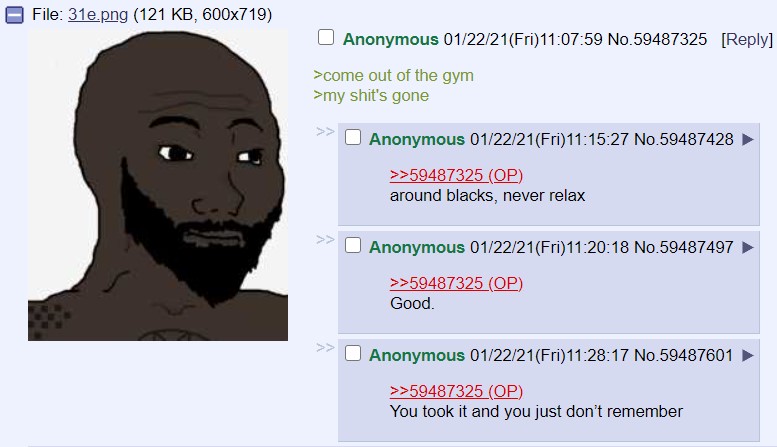 File: 31e.png (121 KB, 600x719)
Anonymous 01/22/21(Fri)11:07:59 No.59487325 [Reply]
>come out of the gym
>my shit's gone
>> Anonymous 01/22/21(Fri)11:15:27 No.59487428 ▶
>>59487325 (OP)
around blacks, never relax
>> Anonymous 01/22/21(Fri)11:20:18 No.59487497 ▶
>>59487325 (OP)
Good.
>> Anonymous 01/22/21(Fri)11:28:17 No.59487601 ▶
>>59487325 (OP)
You took it and you just don’t remember